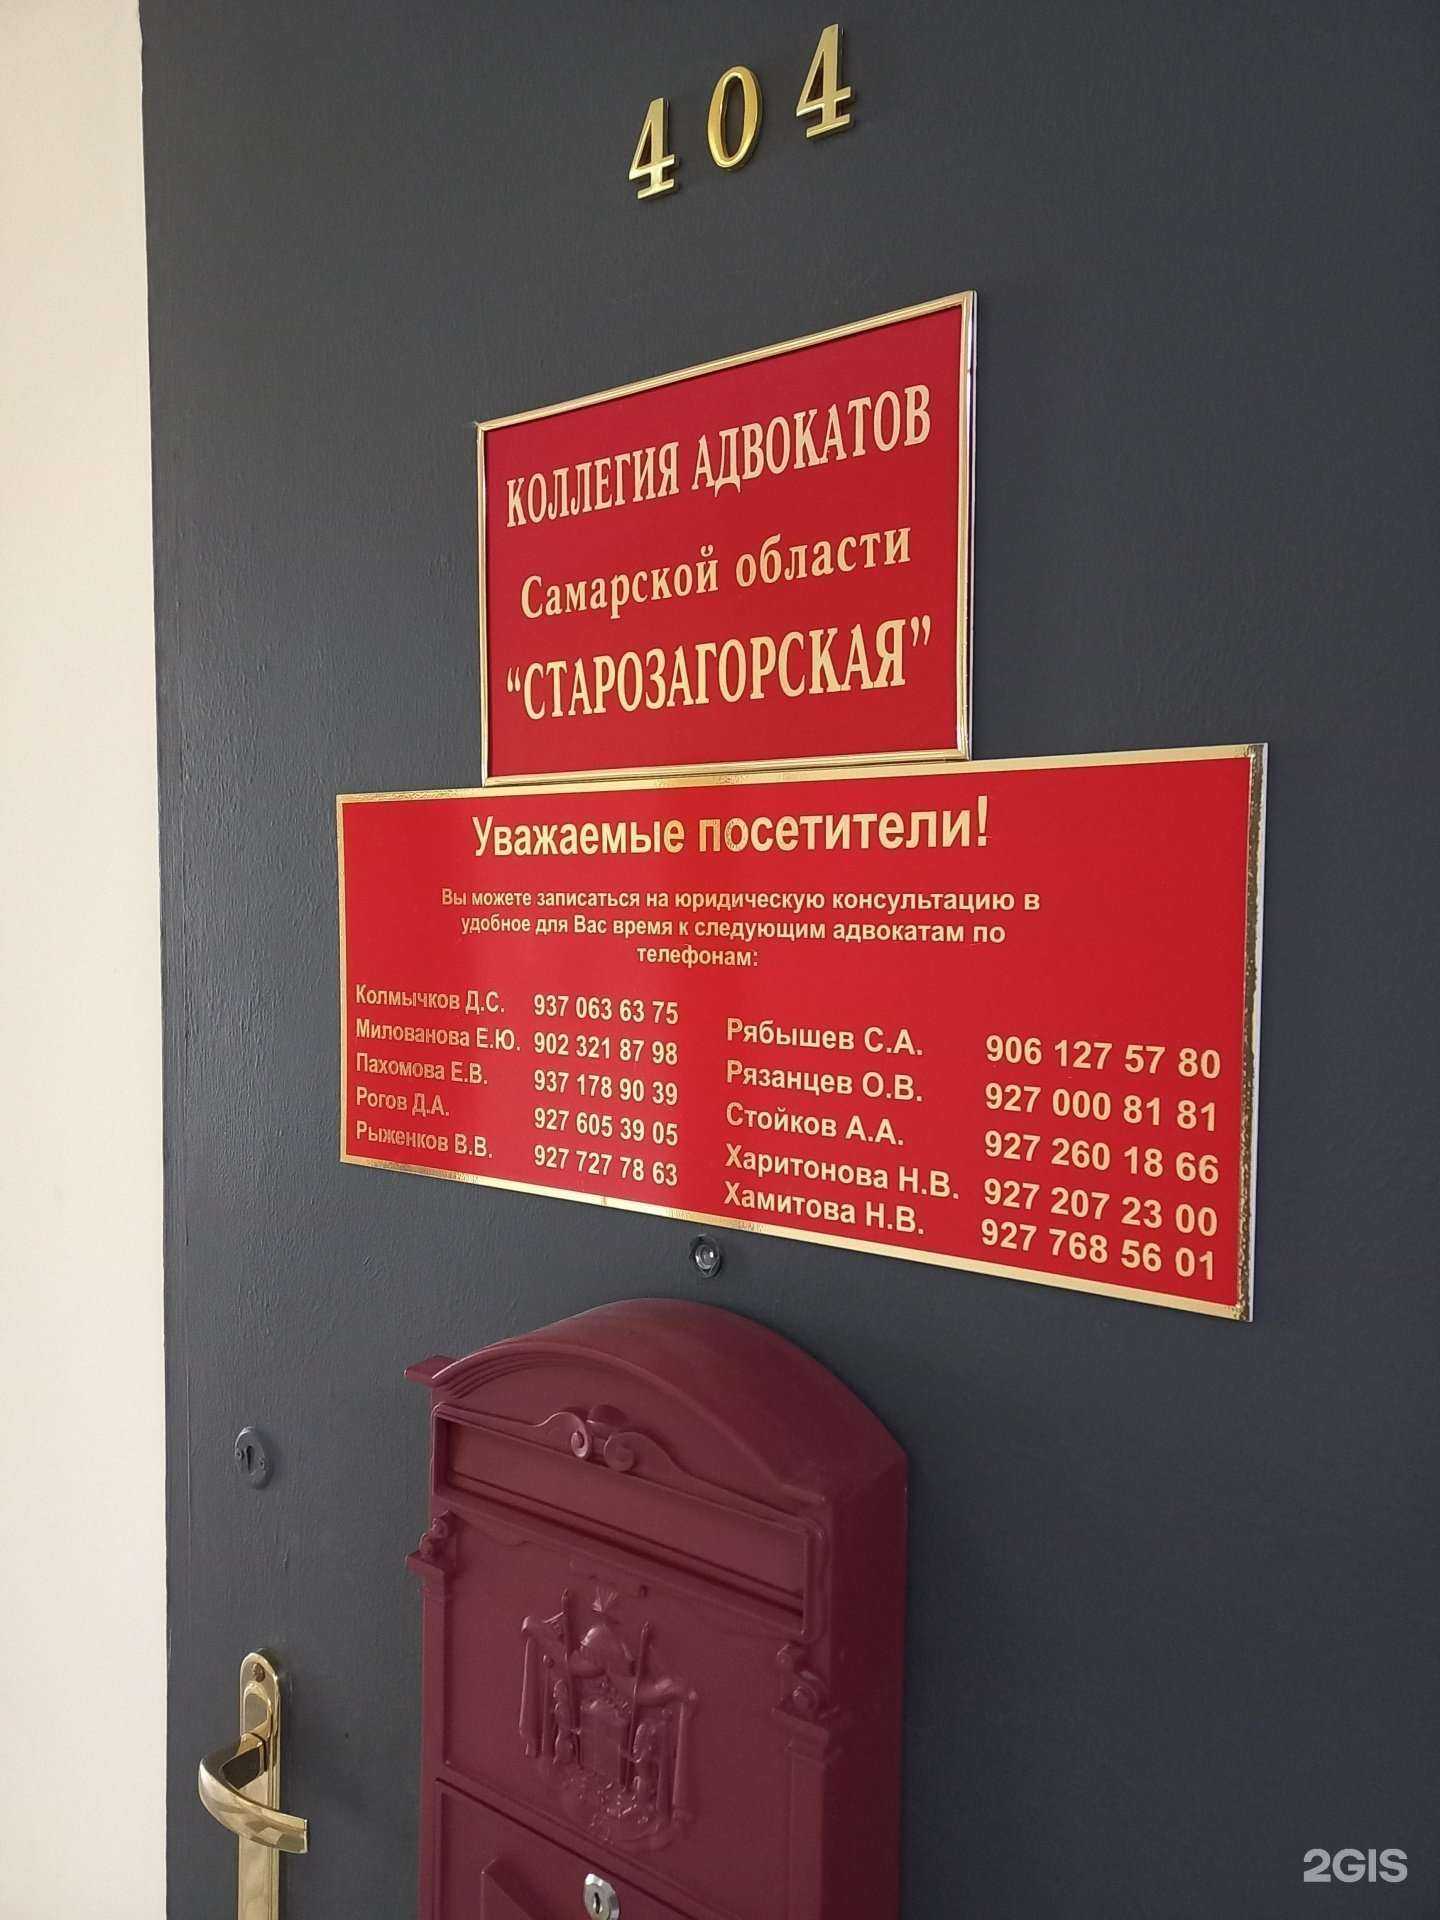 404
КОЛЛЕГИЯ АДВОКАТОВ
Самарской области
“СТАРОЗАГОРСКАЯ”
Уважаемые посетители!
Вы можете записаться на юридическую консультацию в
удобное для Вас время к следующим адвокатам по
телефонам:
Колмычков Д.С. 937 063 63 75
Милованова Е.Ю. 902 321 87 98
Пахомова Е.В. 937 178 90 39
Рогов Д.А. 927 605 39 05
Рыженков В.В. 927 727 78 63
Рябышев С.А. 906 127 57 80
Рязанцев О.В. 927 000 81 81
Стойков А.А. 927 260 18 66
Харитонова Н.В. 927 207 23 00
Хамитова Н.В. 927 768 56 01
2GIS